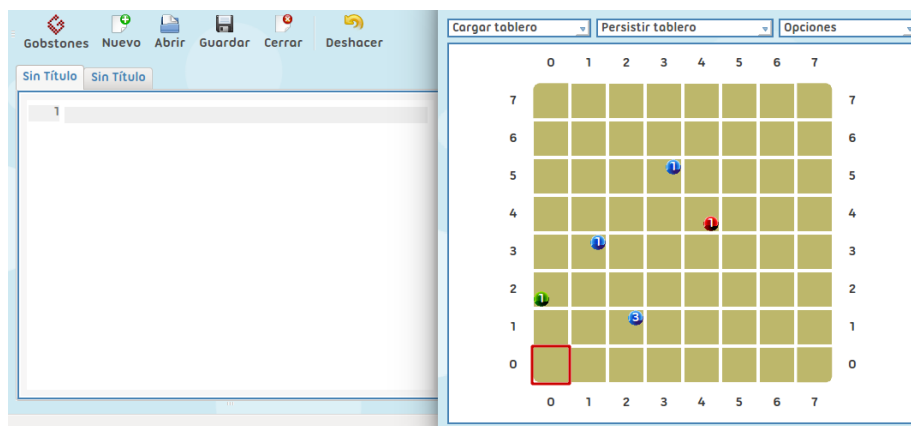 Gobstones Nuevo Abrir Guardar Cerrar Deshacer
Sin Título Sin Título
1
Cargar tablero Persistir tablero Opciones
0 1 2 3 4 5 6 7
7 7
6 6
5 1 5
4 1 4
3 1 3
2 1 2
1 3 1
0 0
0 1 2 3 4 5 6 7